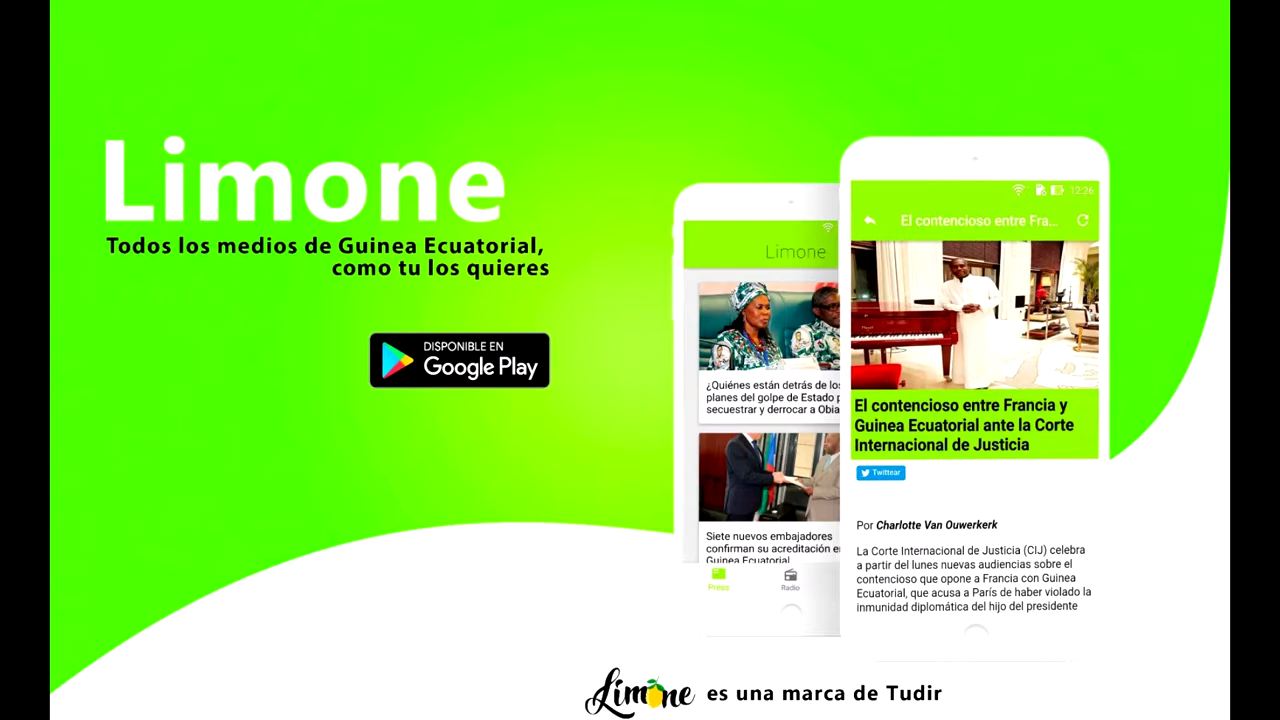 Limone
Todos los medios de Guinea Ecuatorial,
como tu los quieres
DISPONIBLE EN
Google Play
Limone
¿Quiénes están detrás de los
planes del golpe de Estado p
secuestrar y derrocar a Obia
Siete nuevos embajadores
confirman su acreditación e
Guinea Ecuatorial
Prensa
Radio
12:26
El contencioso entre Fra...
El contencioso entre Francia y
Guinea Ecuatorial ante la Corte
Internacional de Justicia
Twittear
Por Charlotte Van Ouwerkerk
La Corte Internacional de Justicia (CIJ) celebra
a partir del lunes nuevas audiencias sobre el
contencioso que opone a Francia con Guinea
Ecuatorial, que acusa a París de haber violado la
inmunidad diplomática del hijo del presidente
Limone es una marca de Tudir